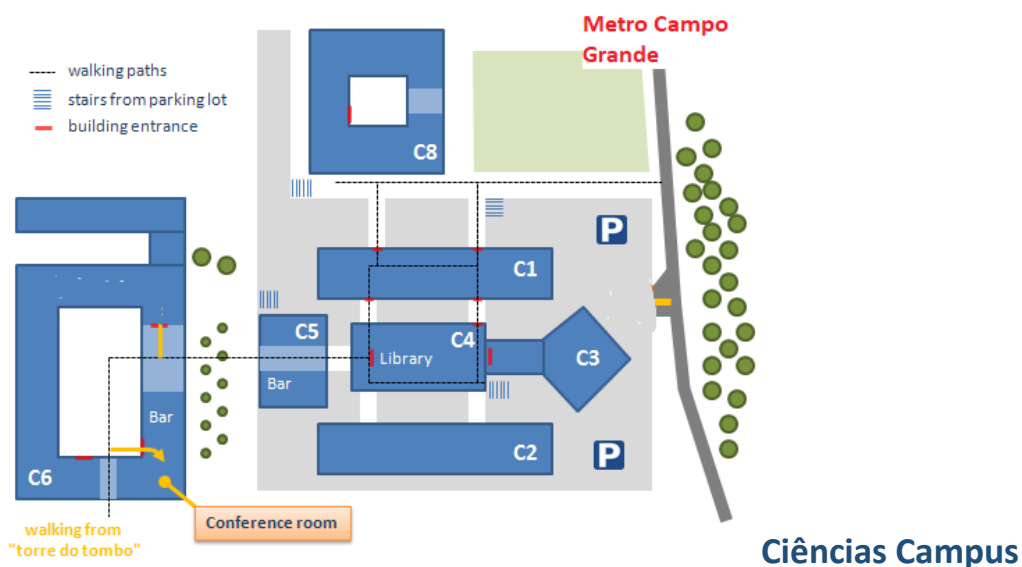 Metro Campo
Grande
walking paths
stairs from parking lot
building entrance
C8
P
C1
C5
C4
Library
C3
Bar
Bar
C2
P
C6
Conference room
walking from
"torre do tombo"
Ciências Campus